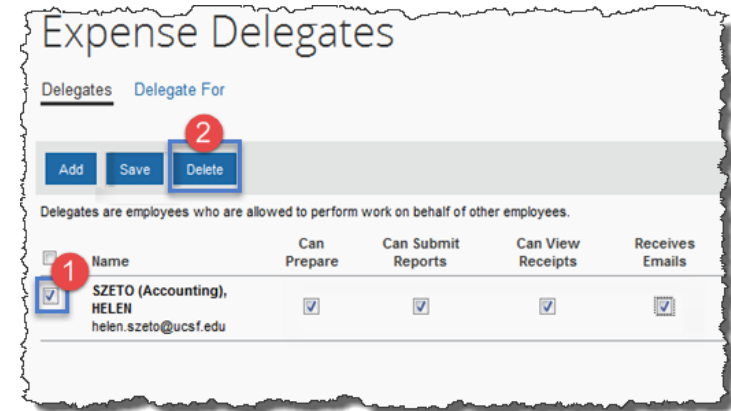 Expense Delegates
Delegates Delegate For
2
Add Save Delete
Delegates are employees who are allowed to perform work on behalf of other employees.
1
Name Can Prepare Can Submit Reports Can View Receipts Receives Emails
SZETO (Accounting),
HELEN
helen.szeto@ucsf.edu